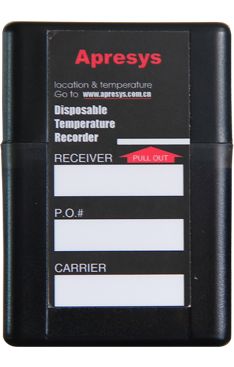 Apresys
location & temperature
Go to www.apresys.com.cn
Disposable
Temperature
Recorder
RECEIVER PULL OUT
P.O.#
CARRIER